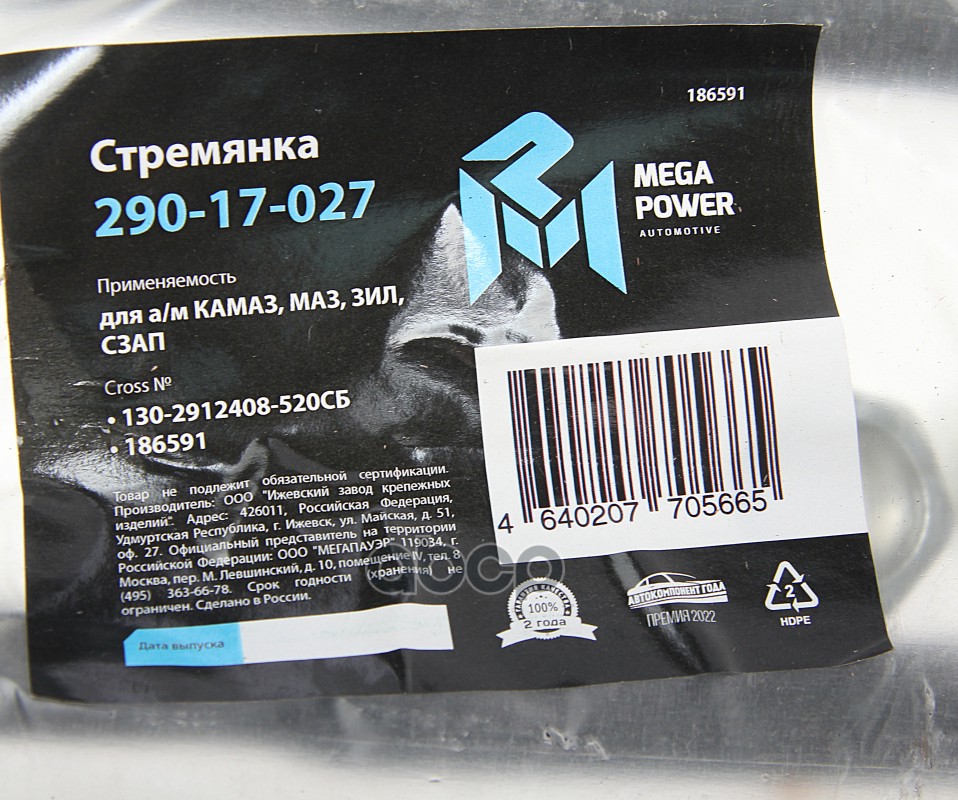 186591
Стремянка
290-17-027
MEGA
POWER
AUTOMOTIVE
Применяемость
для а/м КАМАЗ, МАЗ, ЗИЛ,
СЗАП
Cross №
• 130-2912408-520СБ
• 186591
Товар не подлежит обязательной сертификации.
Производитель: ООО "Ижевский завод крепежных
изделий". Адрес: 426011, Российская Федерация,
Удмуртская Республика, г. Ижевск, ул. Майская, д. 51,
оф. 27. Официальный представитель на территории
Российской Федерации: ООО "МЕГАПАУЭР" 119034, г.
Москва, пер. М. Левшинский, д. 10, помещение IV, тел. 8
(495) 363-66-78. Срок годности (хранения) не
ограничен. Сделано в России.
Дата выпуска
4 640207 705665
ГАРАНТИЯ КАЧЕСТВА
100%
2 года
АВТОКОМПОНЕНТ ГОДА
ПРЕМИЯ 2022
2
HDPE